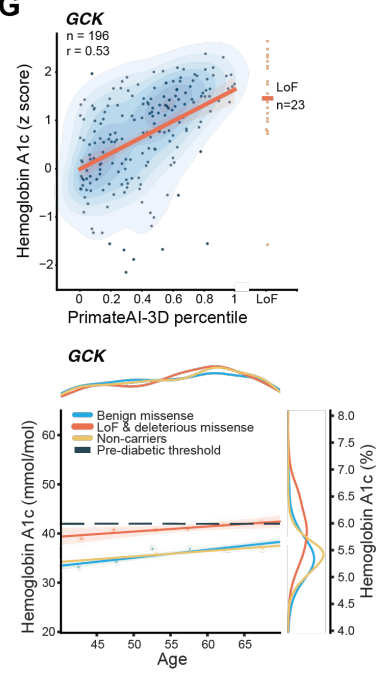 G
GCK
n = 196
r = 0.53
Hemoglobin A1c (z score)
2
1
0
−1
−2
LoF
n=23
0 0.2 0.4 0.6 0.8 1 LoF
PrimateAI-3D percentile
GCK
Benign missense
LoF & deleterious missense
Non-carriers
Pre-diabetic threshold
Hemoglobin A1c (mmol/mol)
60
50
40
30
20
8.0
7.5
7.0
6.5
6.0
5.5
5.0
4.5
4.0
Hemoglobin A1c (%)
45 50 55 60 65
Age